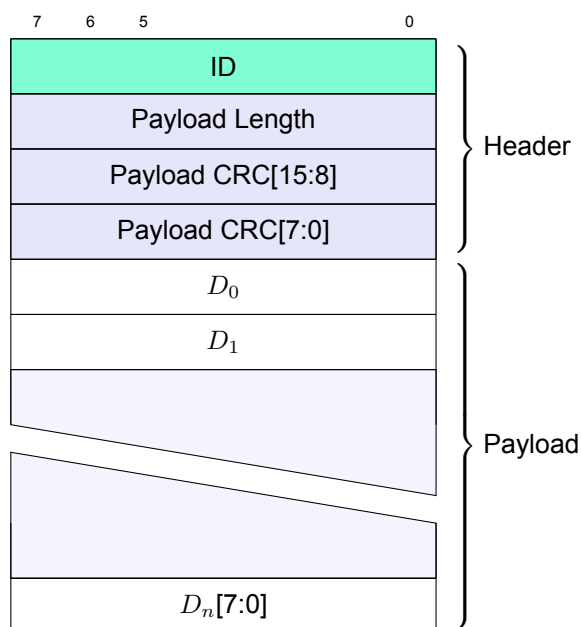 7 6 5 0
ID
Payload Length
Payload CRC[15:8]
Header
Payload CRC[7:0]
D₀
D₁
Payload
Dₙ[7:0]